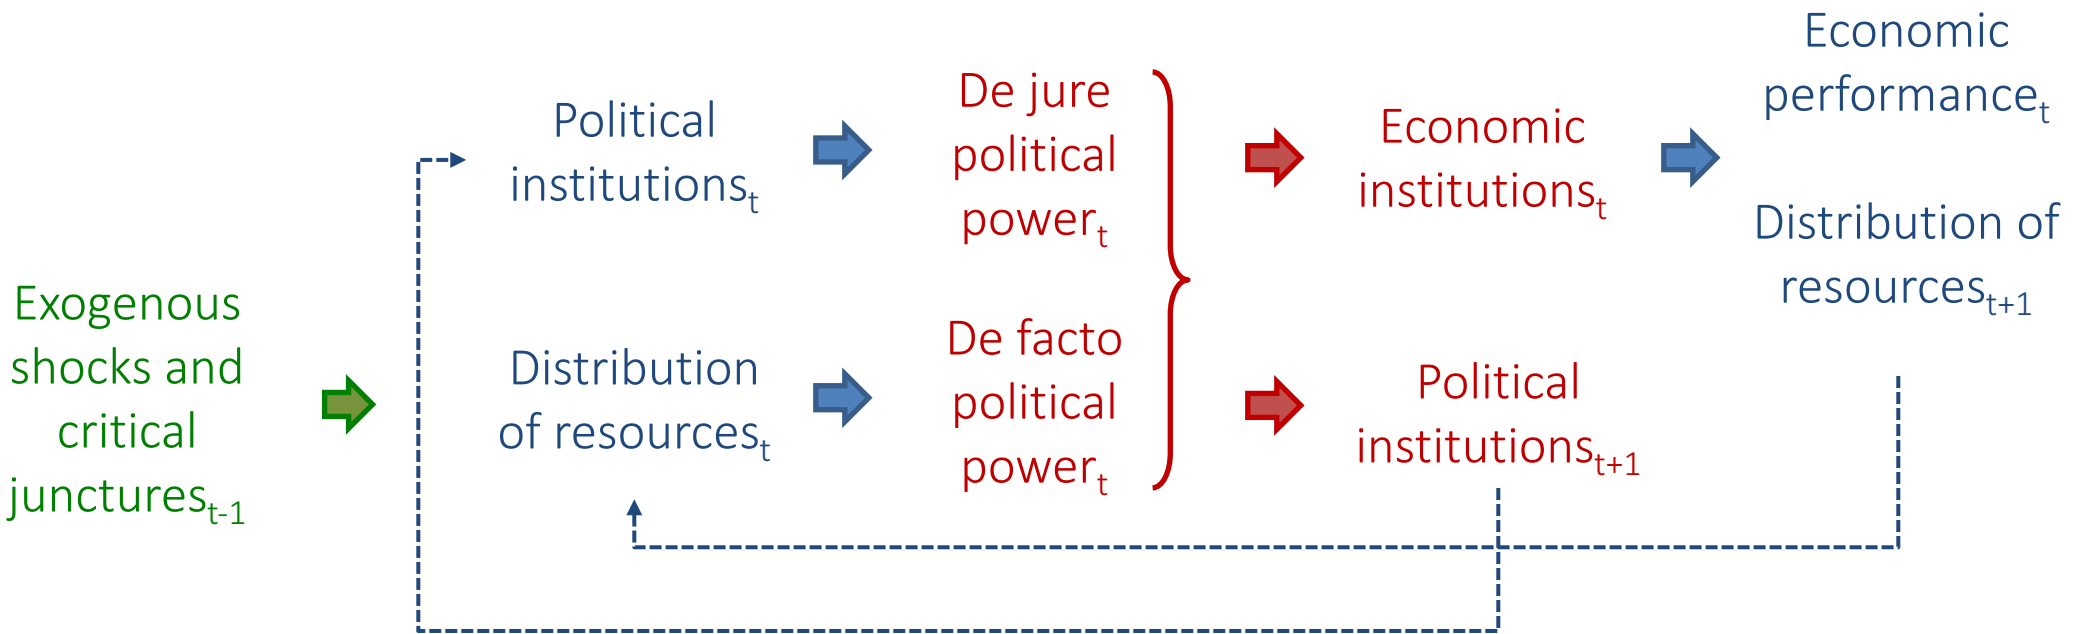 Exogenous
shocks and
critical
junctures_t-1
Political
institutions_t
Distribution
of resources_t
De jure
political
power_t
De facto
political
power_t
Economic
institutions_t
Political
institutions_t+1
Economic
performance_t
Distribution of
resources_t+1